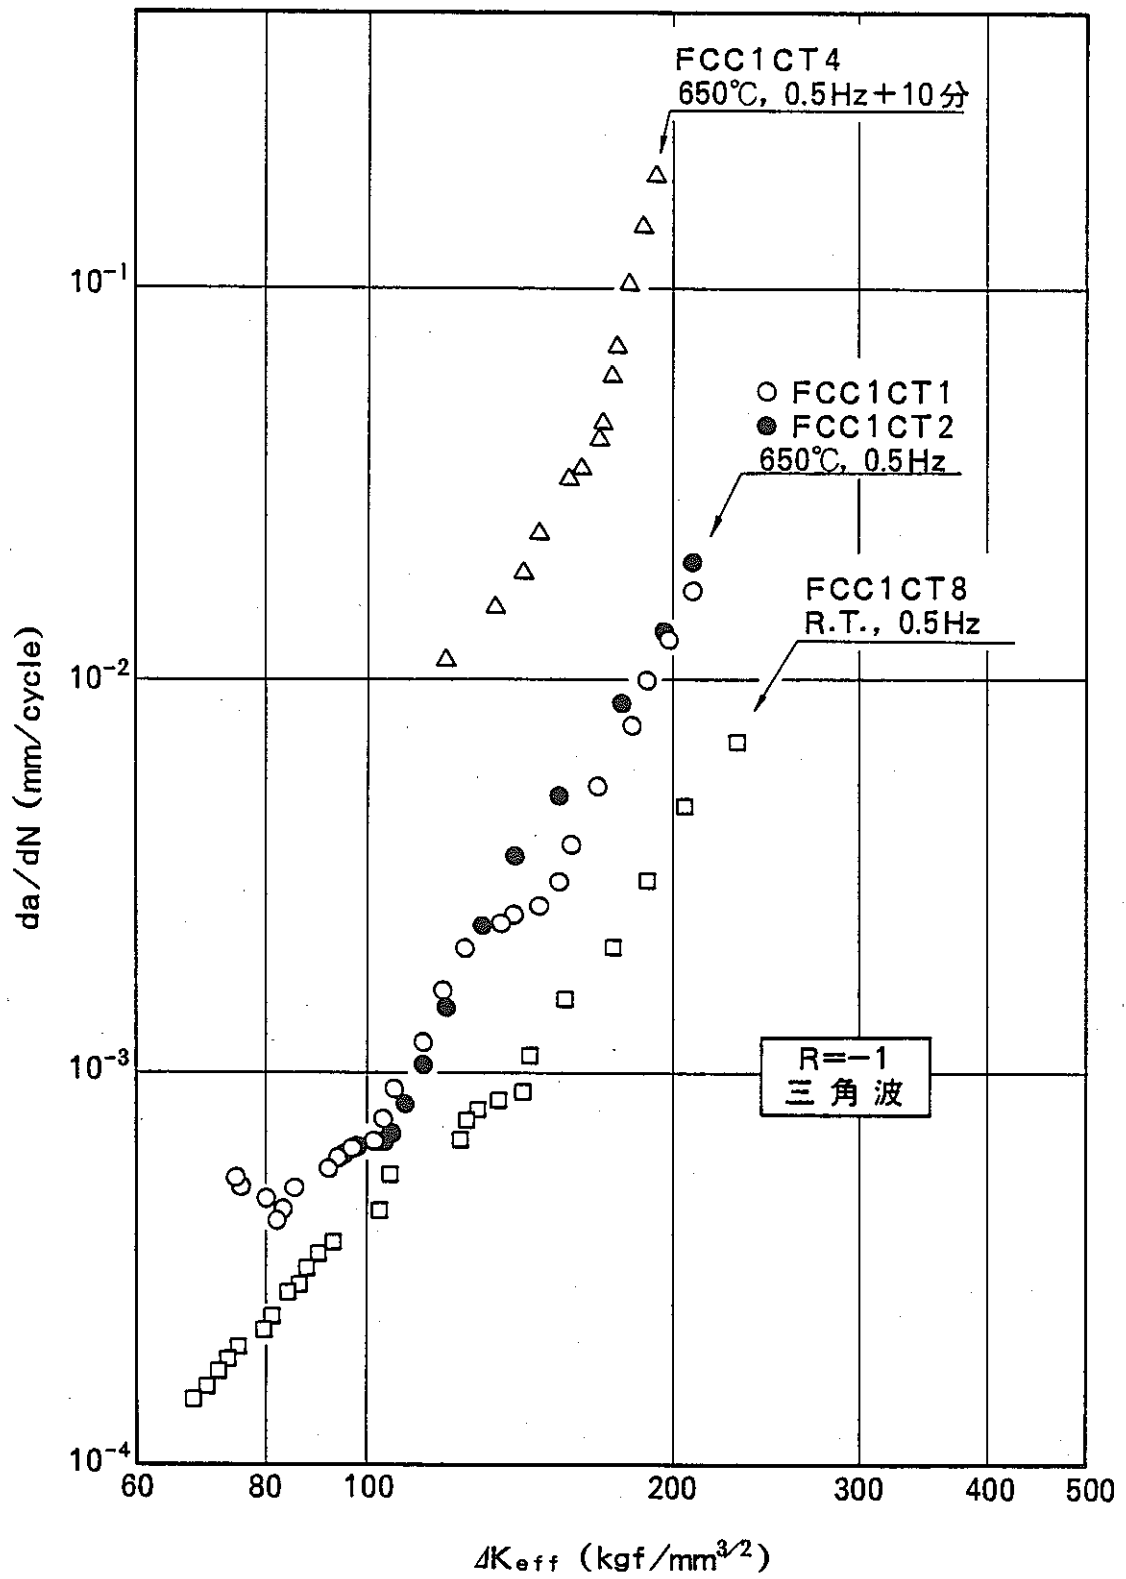 FCC1CT4
650℃, 0.5Hz+10分
10⁻¹
○ FCC1CT1
● FCC1CT2
650℃, 0.5Hz
FCC1CT8
R.T., 0.5Hz
10⁻²
da/dN (mm/cycle)
10⁻³
R=-1
三角波
10⁻⁴
60 80 100 200 300 400 500
ΔKeff (kgf/mm³/²)